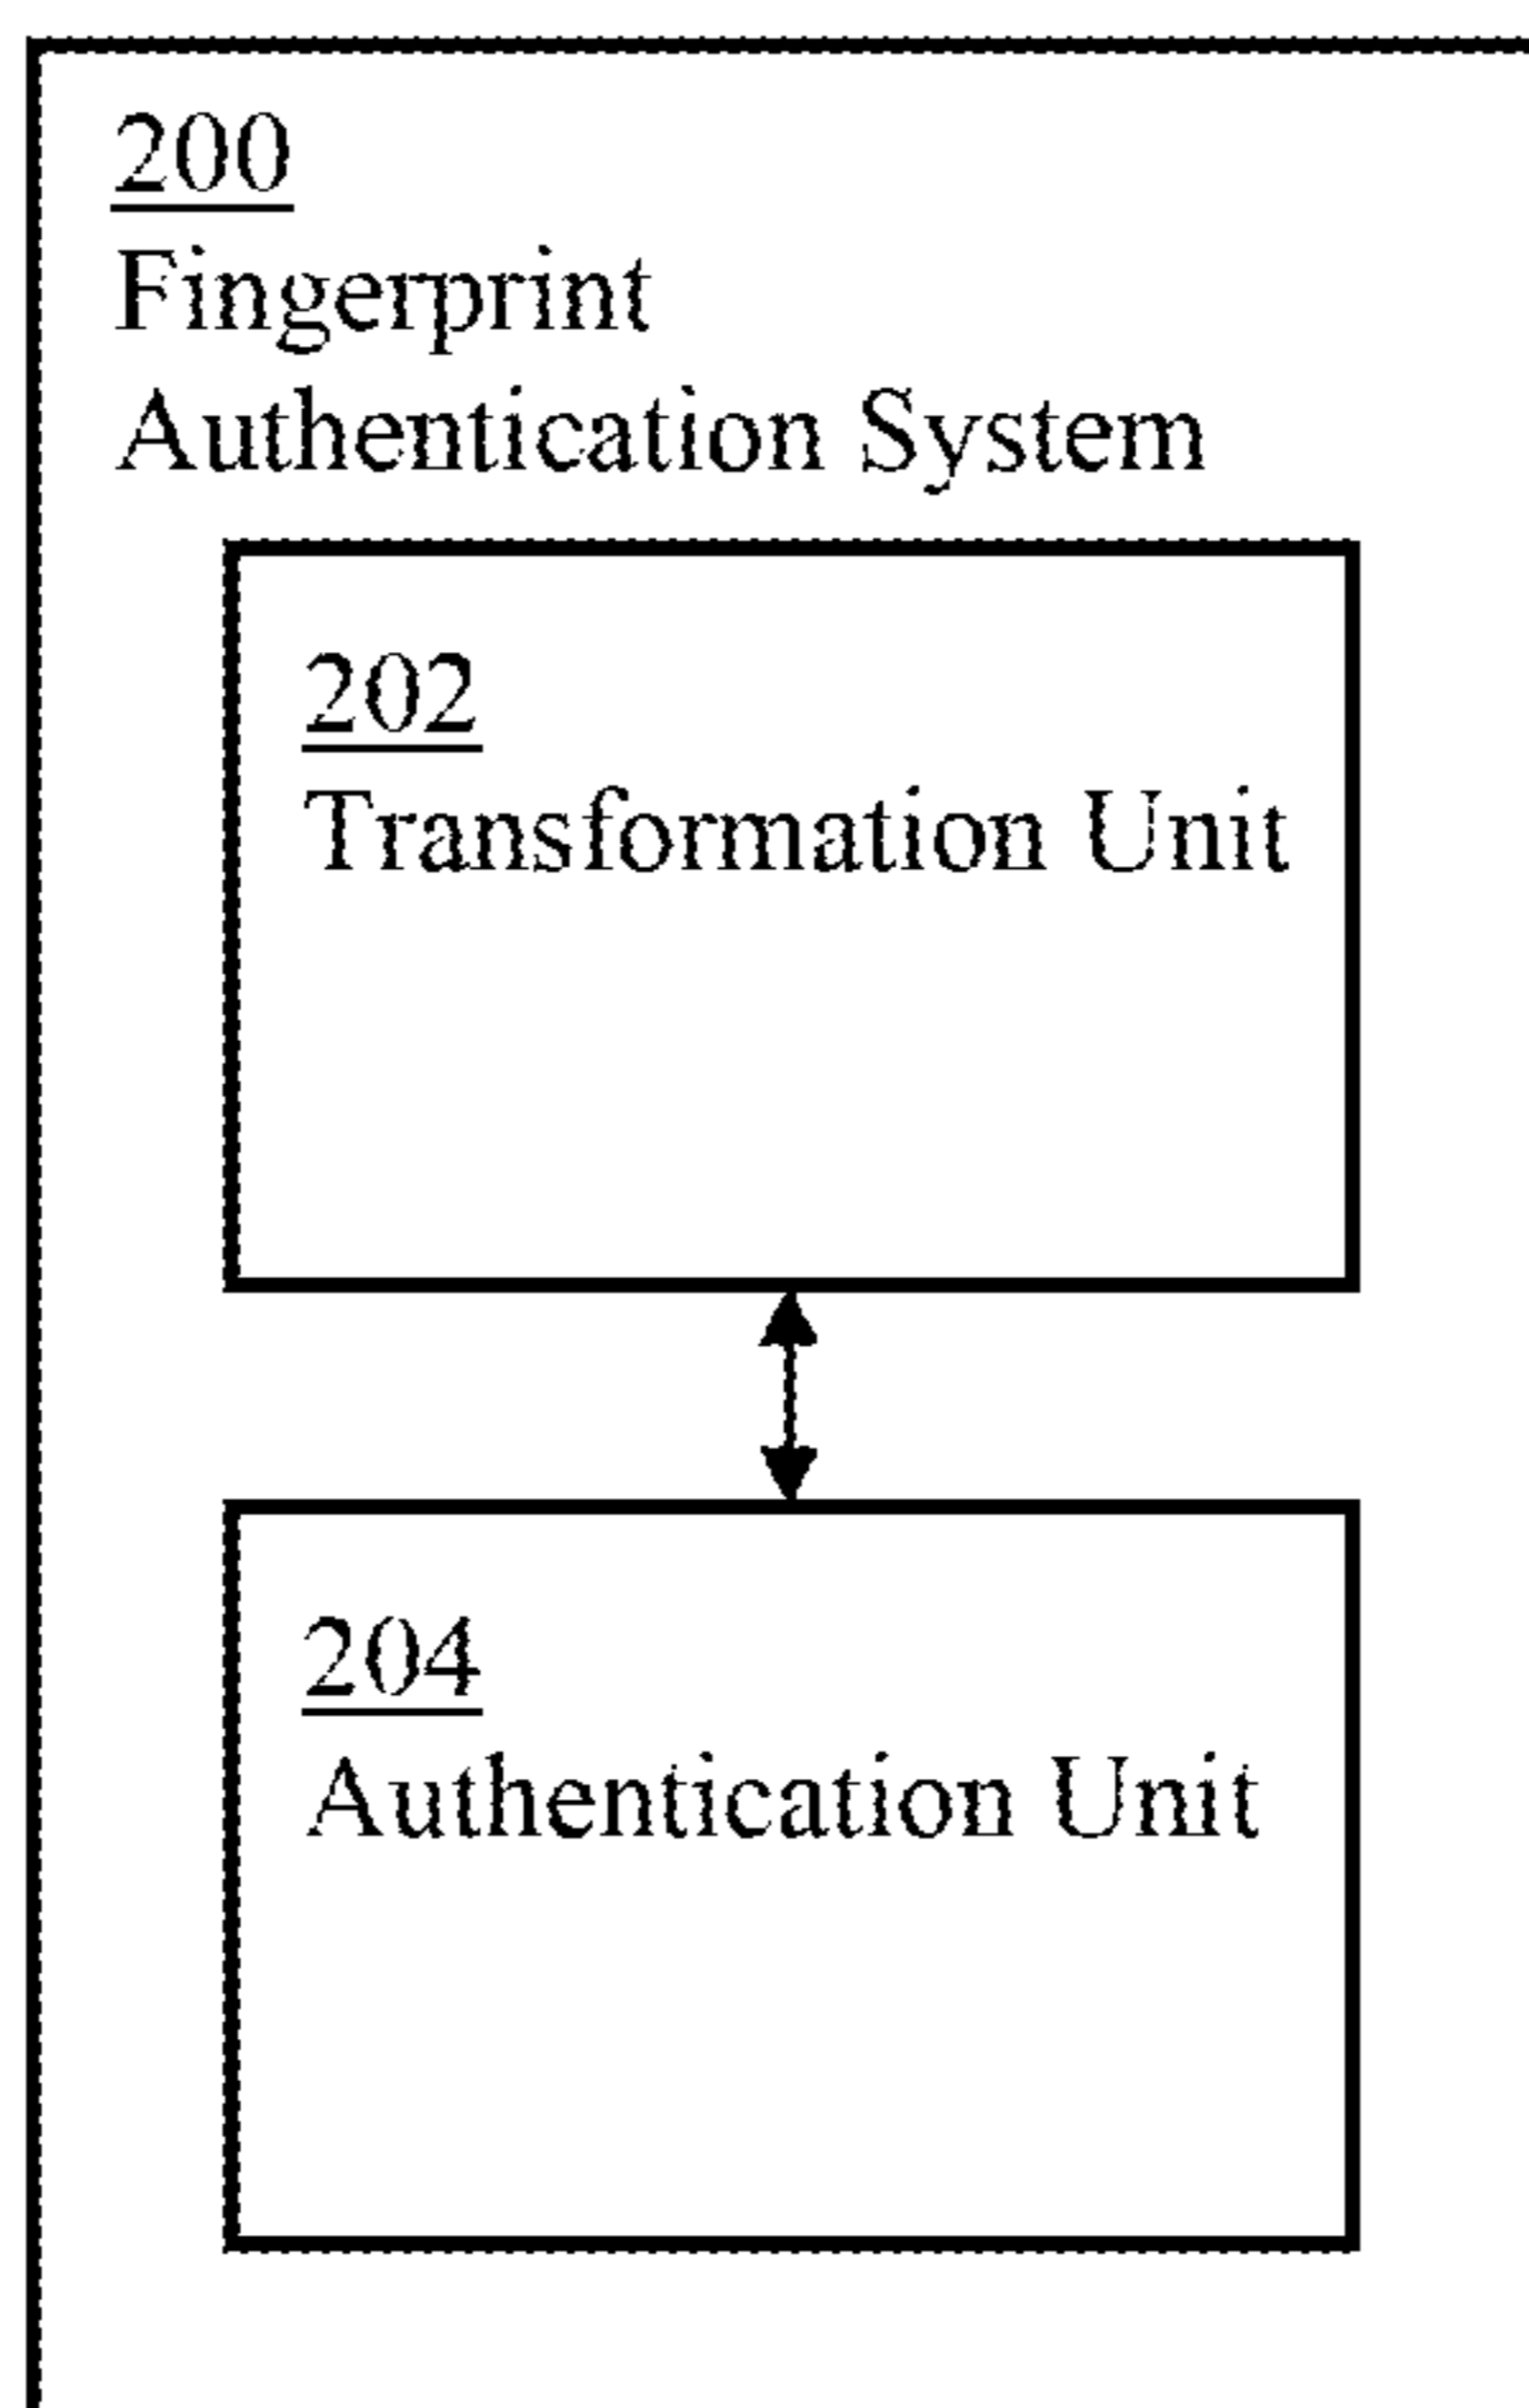 200
Fingerprint
Authentication System
202
Transformation Unit
204
Authentication Unit